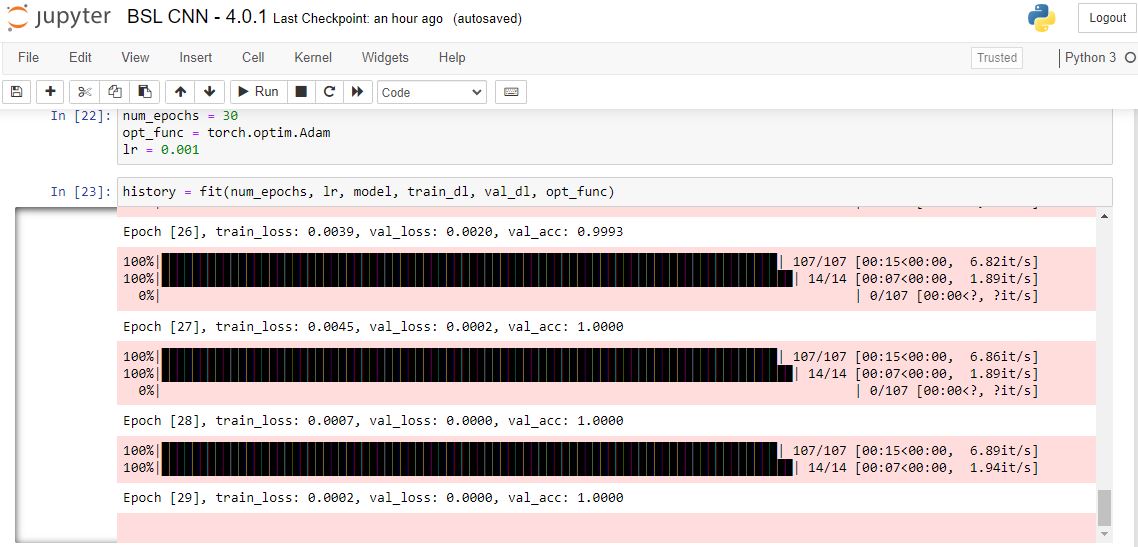 jupyter BSL CNN - 4.0.1 Last Checkpoint: an hour ago (autosaved)
Logout
File Edit View Insert Cell Kernel Widgets Help
Trusted Python 3
Run Code
In [22]: num_epochs = 30
opt_func = torch.optim.Adam
lr = 0.001
In [23]: history = fit(num_epochs, lr, model, train_dl, val_dl, opt_func)
Epoch [26], train_loss: 0.0039, val_loss: 0.0020, val_acc: 0.9993
100%| | 107/107 [00:15<00:00, 6.82it/s]
100%| | 14/14 [00:07<00:00, 1.89it/s]
0%| | 0/107 [00:00<?, ?it/s]
Epoch [27], train_loss: 0.0045, val_loss: 0.0002, val_acc: 1.0000
100%| | 107/107 [00:15<00:00, 6.86it/s]
100%| | 14/14 [00:07<00:00, 1.89it/s]
0%| | 0/107 [00:00<?, ?it/s]
Epoch [28], train_loss: 0.0007, val_loss: 0.0000, val_acc: 1.0000
100%| | 107/107 [00:15<00:00, 6.89it/s]
100%| | 14/14 [00:07<00:00, 1.94it/s]
Epoch [29], train_loss: 0.0002, val_loss: 0.0000, val_acc: 1.0000